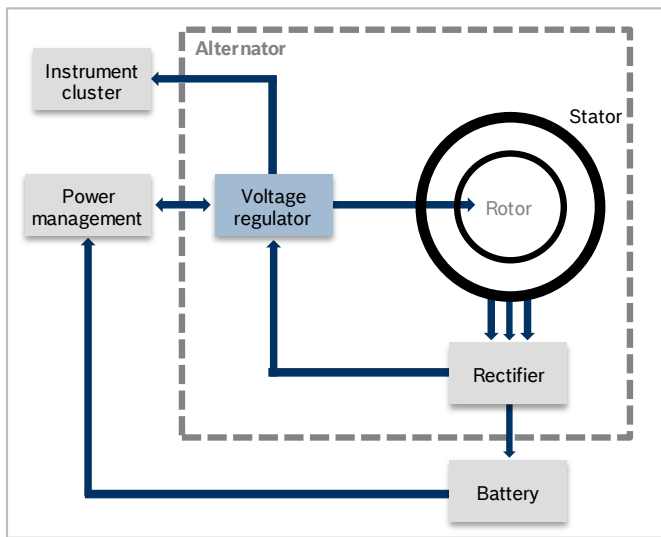 Alternator
Instrument
cluster
Stator
Power
management
Voltage
regulator
Rotor
Rectifier
Battery